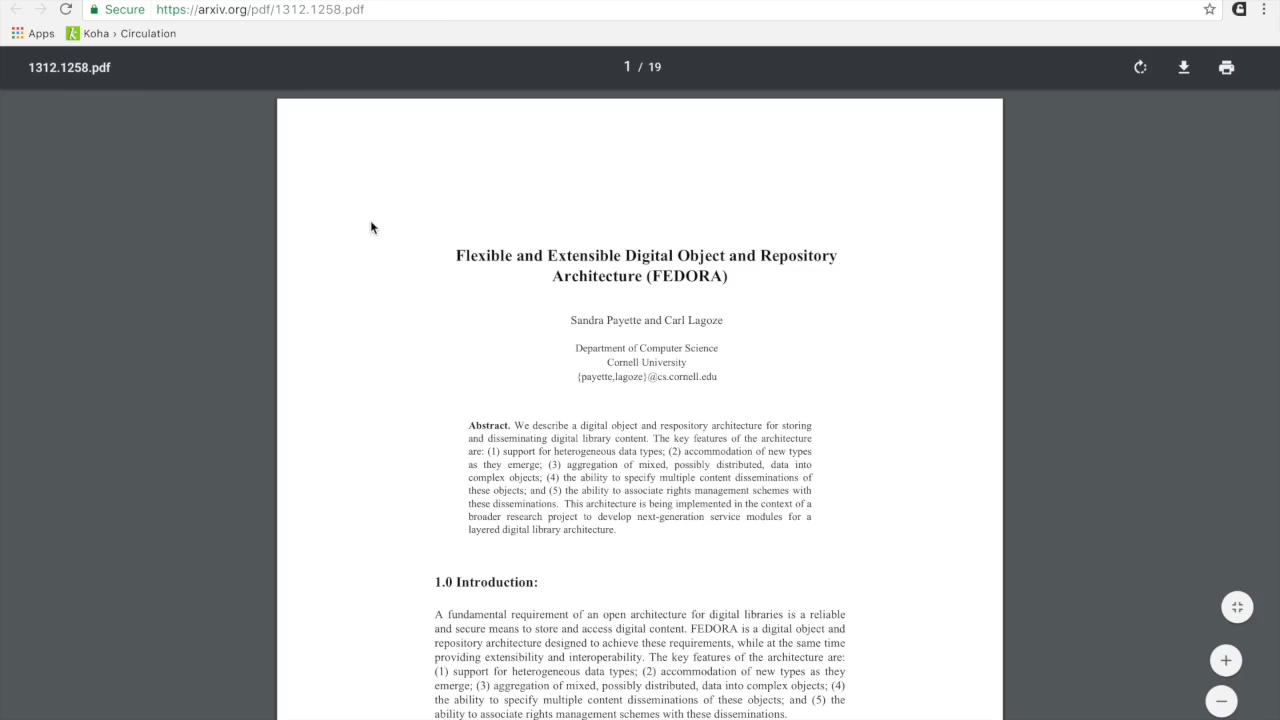 Secure https://arxiv.org/pdf/1312.1258.pdf
Apps Koha › Circulation
1312.1258.pdf 1 / 19
Flexible and Extensible Digital Object and Repository
Architecture (FEDORA)
Sandra Payette and Carl Lagoze
Department of Computer Science
Cornell University
{payette,lagoze}@cs.cornell.edu
Abstract. We describe a digital object and respository architecture for storing
and disseminating digital library content. The key features of the architecture
are: (1) support for heterogeneous data types; (2) accommodation of new types
as they emerge; (3) aggregation of mixed, possibly distributed, data into
complex objects; (4) the ability to specify multiple content disseminations of
these objects; and (5) the ability to associate rights management schemes with
these disseminations. This architecture is being implemented in the context of a
broader research project to develop next-generation service modules for a
layered digital library architecture.
1.0 Introduction:
A fundamental requirement of an open architecture for digital libraries is a reliable
and secure means to store and access digital content. FEDORA is a digital object and
repository architecture designed to achieve these requirements, while at the same time
providing extensibility and interoperability. The key features of the architecture are:
(1) support for heterogeneous data types; (2) accommodation of new types as they
emerge; (3) aggregation of mixed, possibly distributed, data into complex objects; (4)
the ability to specify multiple content disseminations of these objects; and (5) the
ability to associate rights management schemes with these disseminations.